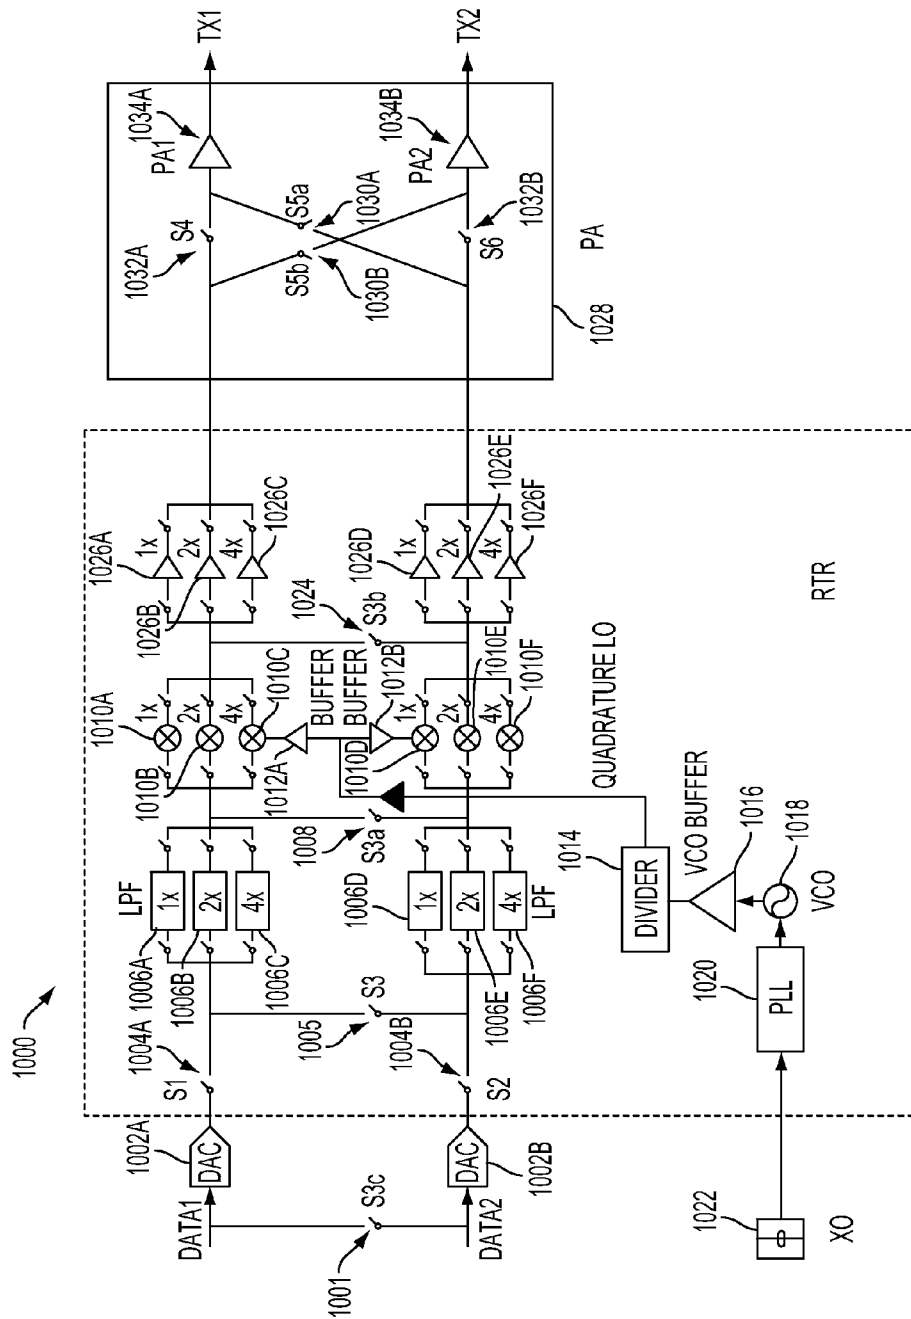 1000
TX1
TX2
1034A
PA1
PA2
1034B
S4
1032A
S5a
1030A
S5b
1030B
S6
1032B
PA
1028
1026A
1x
1026B
2x
4x
1026C
1026D
1x
2x
4x
1026E
1026F
1024
S3b
RTR
1010A
1x
1010B
2x
4x
1010C
1012A
BUFFER
BUFFER
1012B
1010D
1x
2x
4x
1010E
1010F
QUADRATURE LO
1008
S3a
LPF
1006A
1x
1006B
2x
1006C
4x
1006D
1x
1006E
2x
1006F
4x
LPF
1014
DIVIDER
VCO BUFFER
1016
1018
VCO
1020
PLL
1004A
S1
1005
S3
1004B
S2
1002A
DAC
DATA1
1002B
DAC
DATA2
S3c
1001
1022
XO